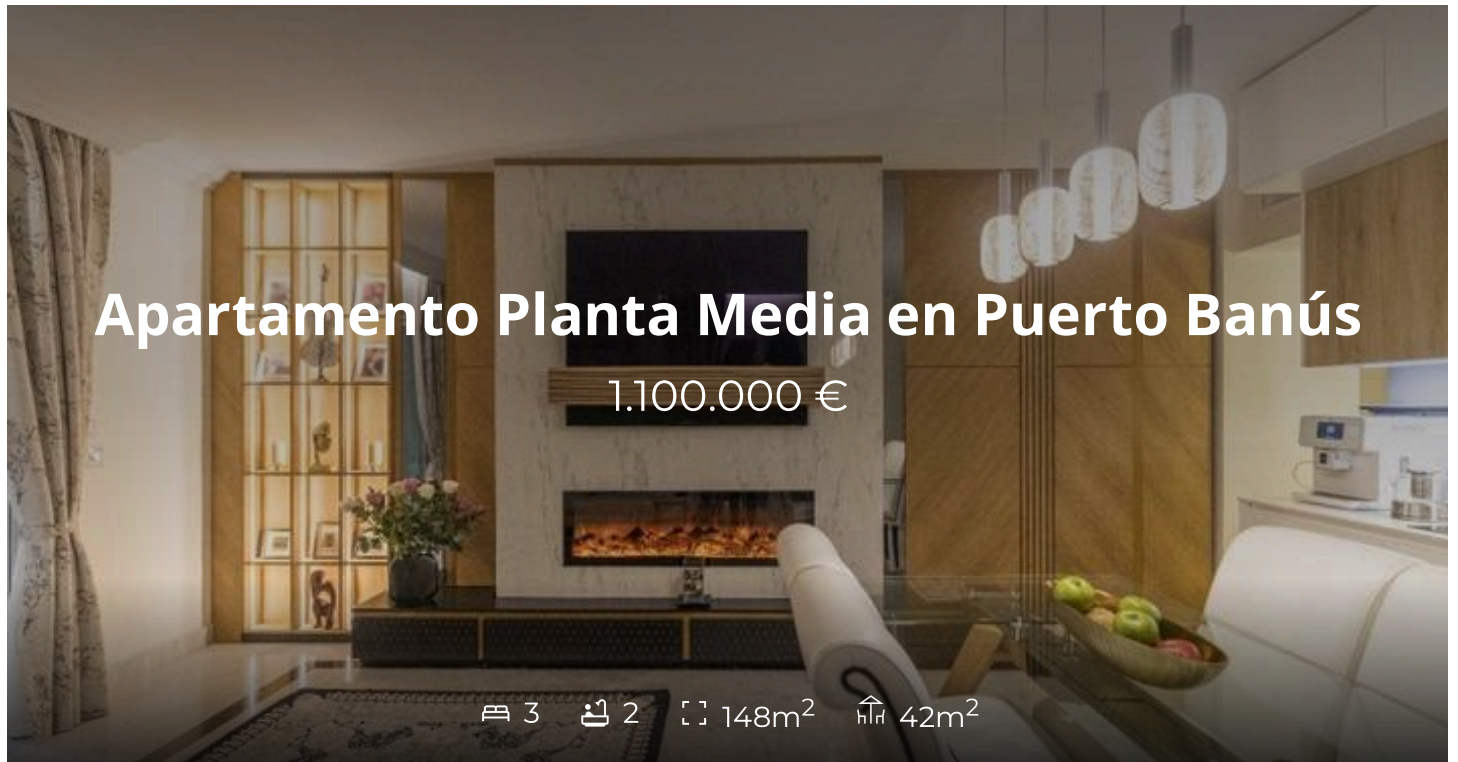 Apartamento Planta Media en Puerto Banús
1.100.000 €
3 2 148m² 42m²